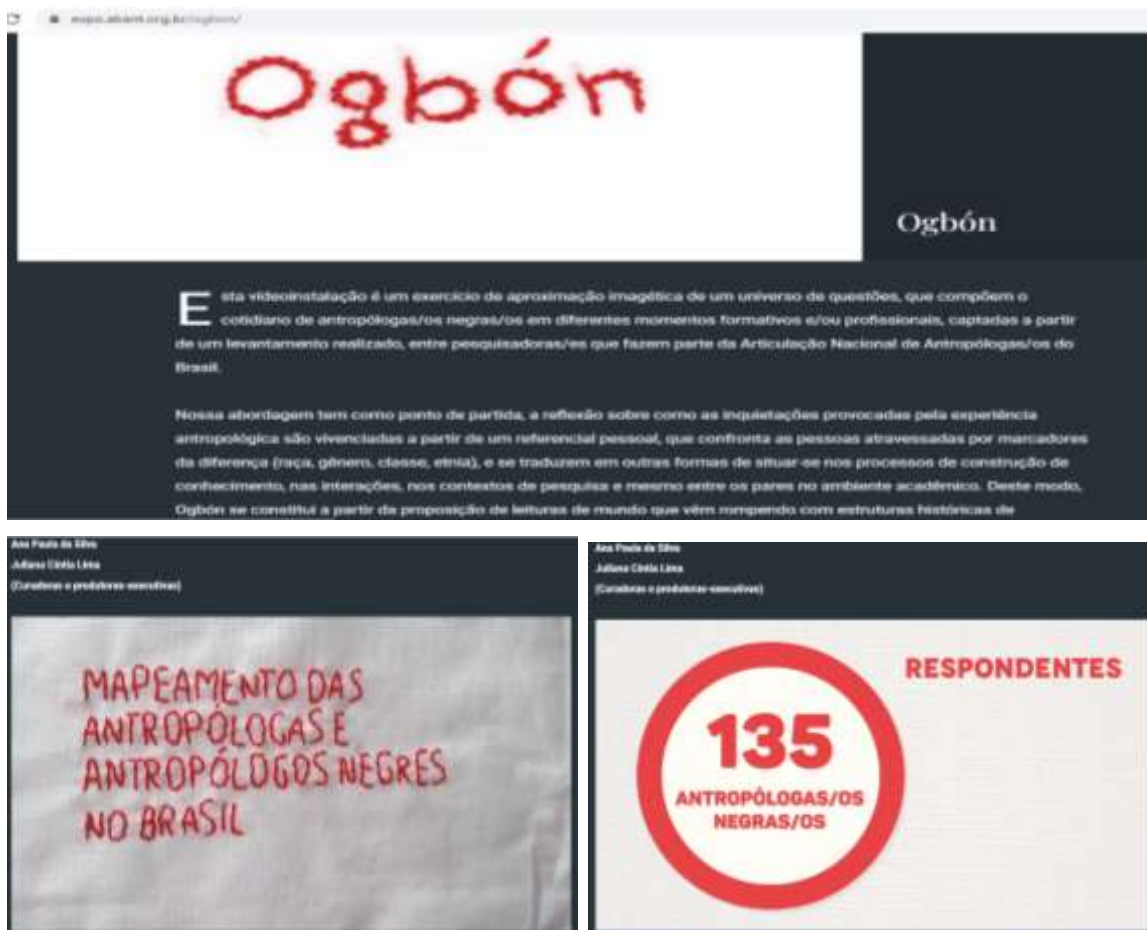 expo.abant.org.br/ogbon/
Ogbón
Ogbón
Esta videoinstalação é um exercício de aproximação imagética de um universo de questões, que compõem o
cotidiano de antropólogas/os negras/os em diferentes momentos formativos e/ou profissionais, captadas a partir
de um levantamento realizado, entre pesquisadoras/es que fazem parte da Articulação Nacional de Antropólogas/os do
Brasil.
Nossa abordagem tem como ponto de partida, a reflexão sobre como as inquietações provocadas pela experiência
antropológica são vivenciadas a partir de um referencial pessoal, que confronta as pessoas atravessadas por marcadores
da diferença (raça, gênero, classe, etnia), e se traduzem em outras formas de situar-se nos processos de construção de
conhecimento, nas interações, nos contextos de pesquisa e mesmo entre os pares no ambiente acadêmico. Deste modo,
Ogbón se constitui a partir da proposição de leituras de mundo que vêm rompendo com estruturas históricas de
Ana Paula da Silva
Juliana Cíntia Lima
(Curadoras e produtoras-executivas)
MAPEAMENTO DAS
ANTROPÓLOGAS E
ANTROPÓLOGOS NEGRES
NO BRASIL
Ana Paula da Silva
Juliana Cíntia Lima
(Curadoras e produtoras-executivas)
RESPONDENTES
135
ANTROPÓLOGAS/OS
NEGRAS/OS